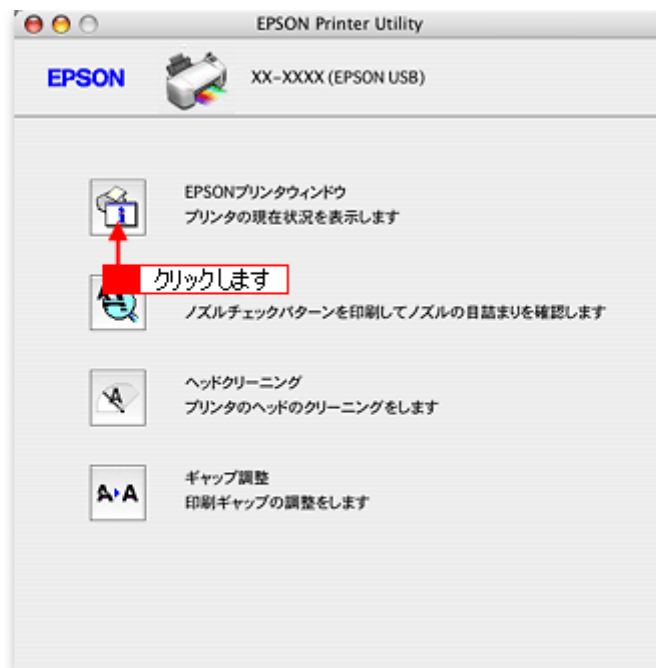 EPSON Printer Utility
EPSON
XX-XXXX (EPSON USB)
EPSONプリンタウィンドウ
プリンタの現在状況を表示します
クリックします
ノズルチェックパターンを印刷してノズルの目詰まりを確認します
ヘッドクリーニング
プリンタのヘッドのクリーニングをします
ギャップ調整
印刷ギャップの調整をします